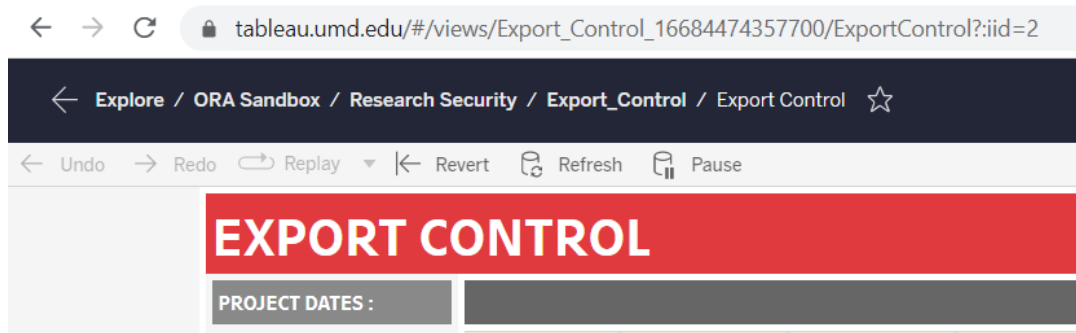 tableau.umd.edu/#/views/Export_Control_16684474357700/ExportControl?:iid=2
Explore / ORA Sandbox / Research Security / Export_Control / Export Control
Undo Redo Replay Revert Refresh Pause
EXPORT CONTROL
PROJECT DATES :